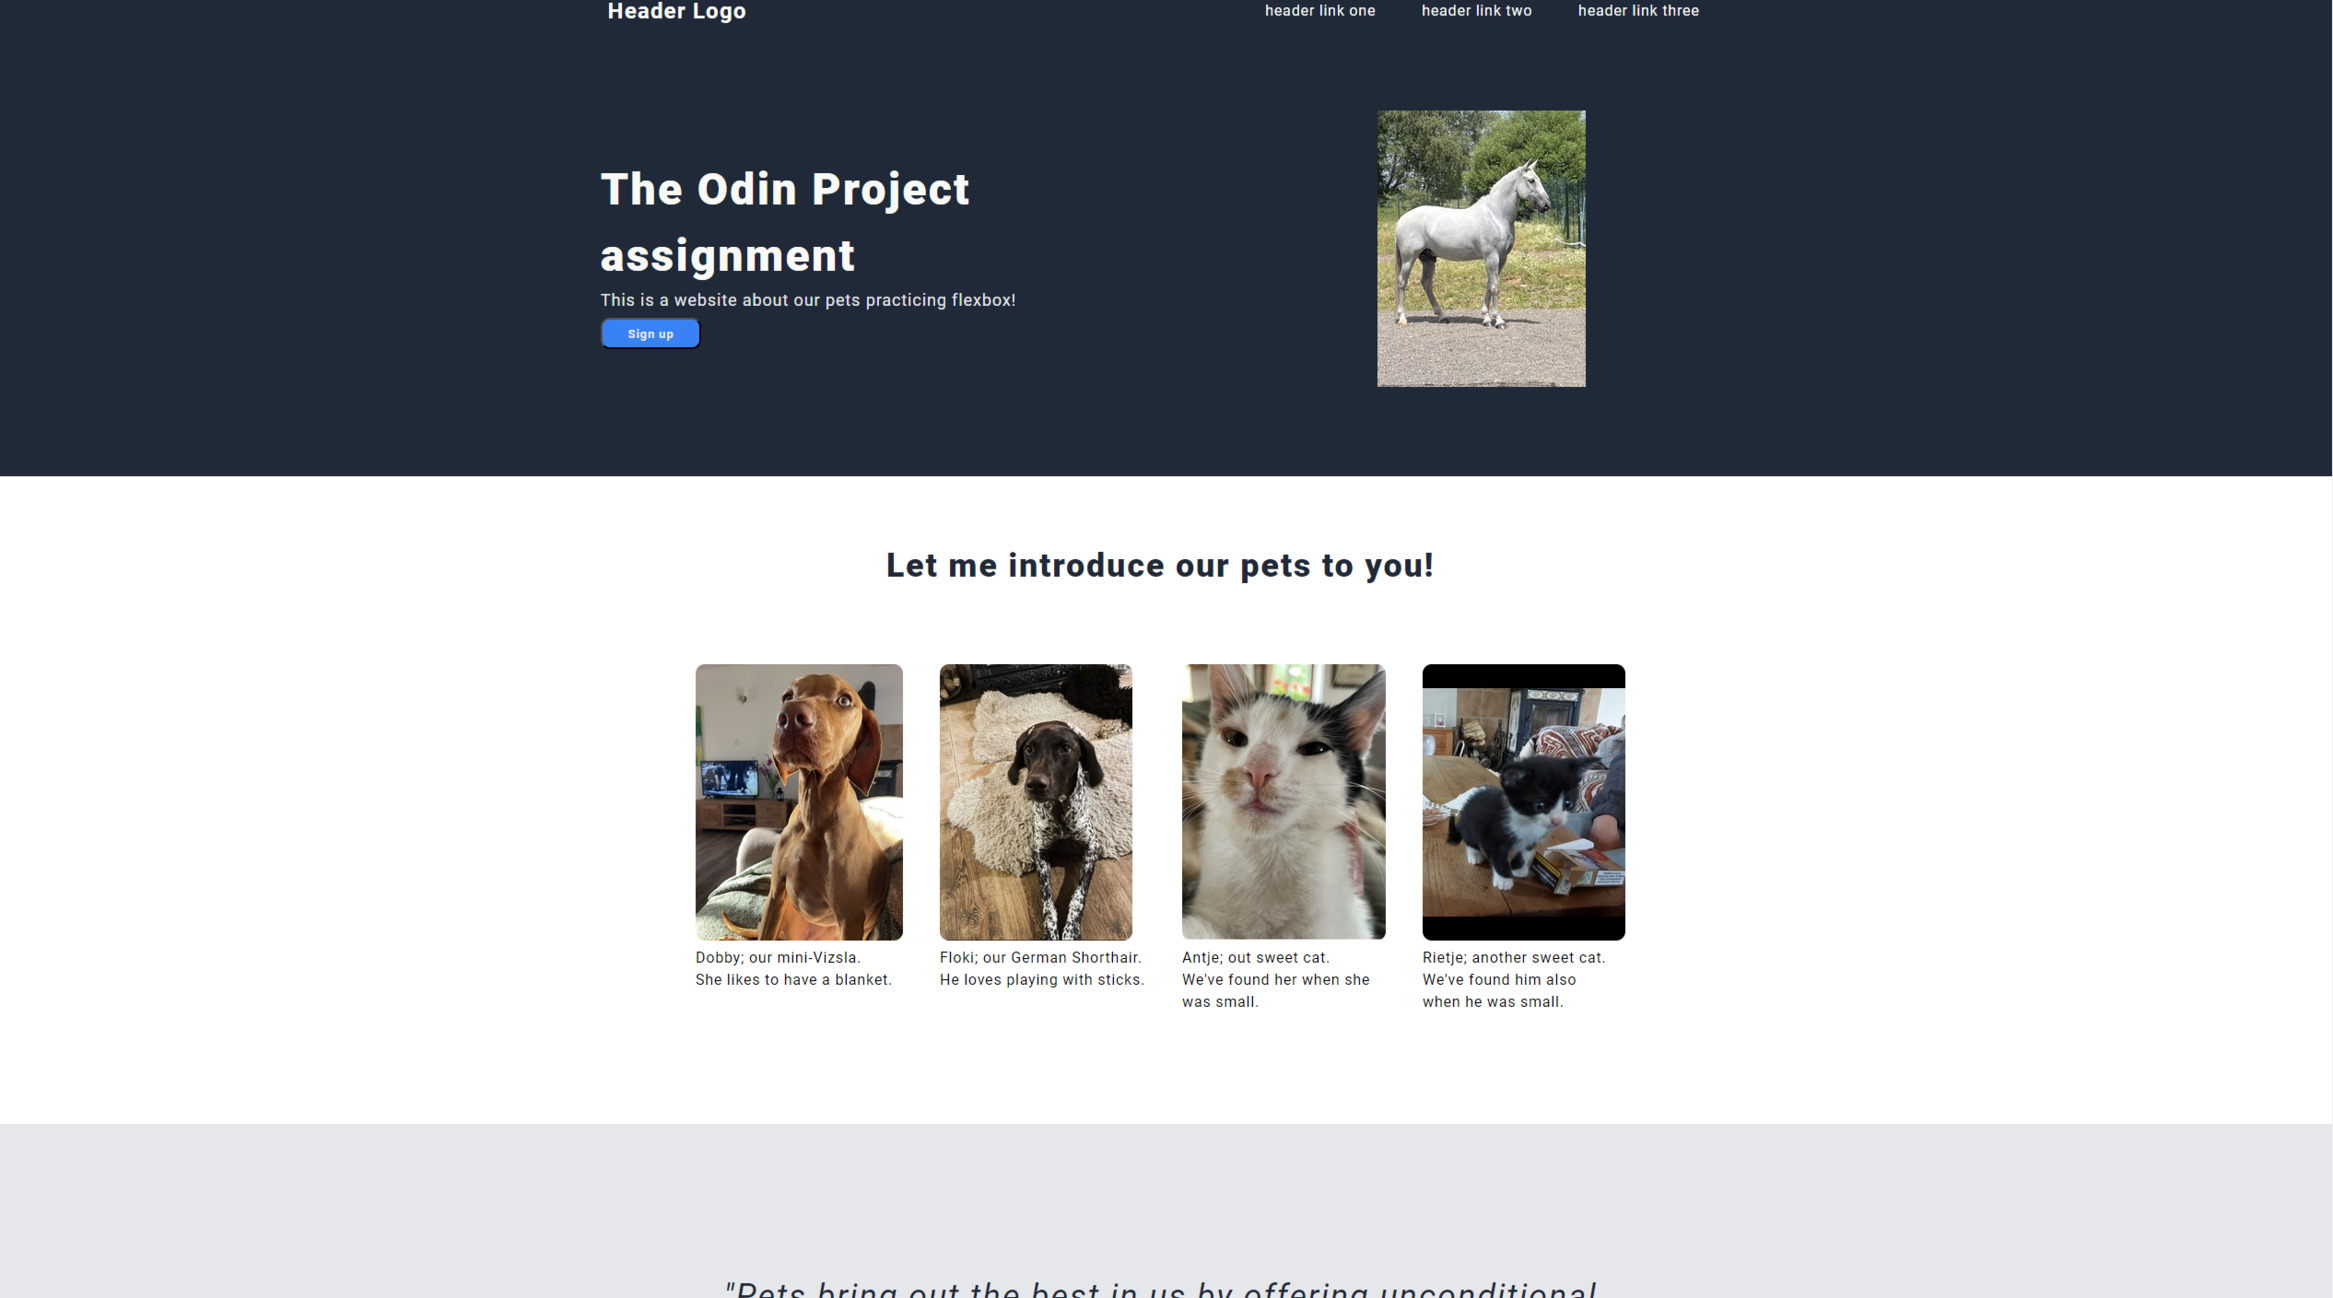 Header Logo
header link one
header link two
header link three
The Odin Project
assignment
This is a website about our pets practicing flexbox!
Sign up
Let me introduce our pets to you!
Dobby; our mini-Vizsla.
She likes to have a blanket.
Floki; our German Shorthair.
He loves playing with sticks.
Antje; out sweet cat.
We've found her when she
was small.
Rietje; another sweet cat.
We've found him also
when he was small.
"Pets bring out the best in us by offering unconditional